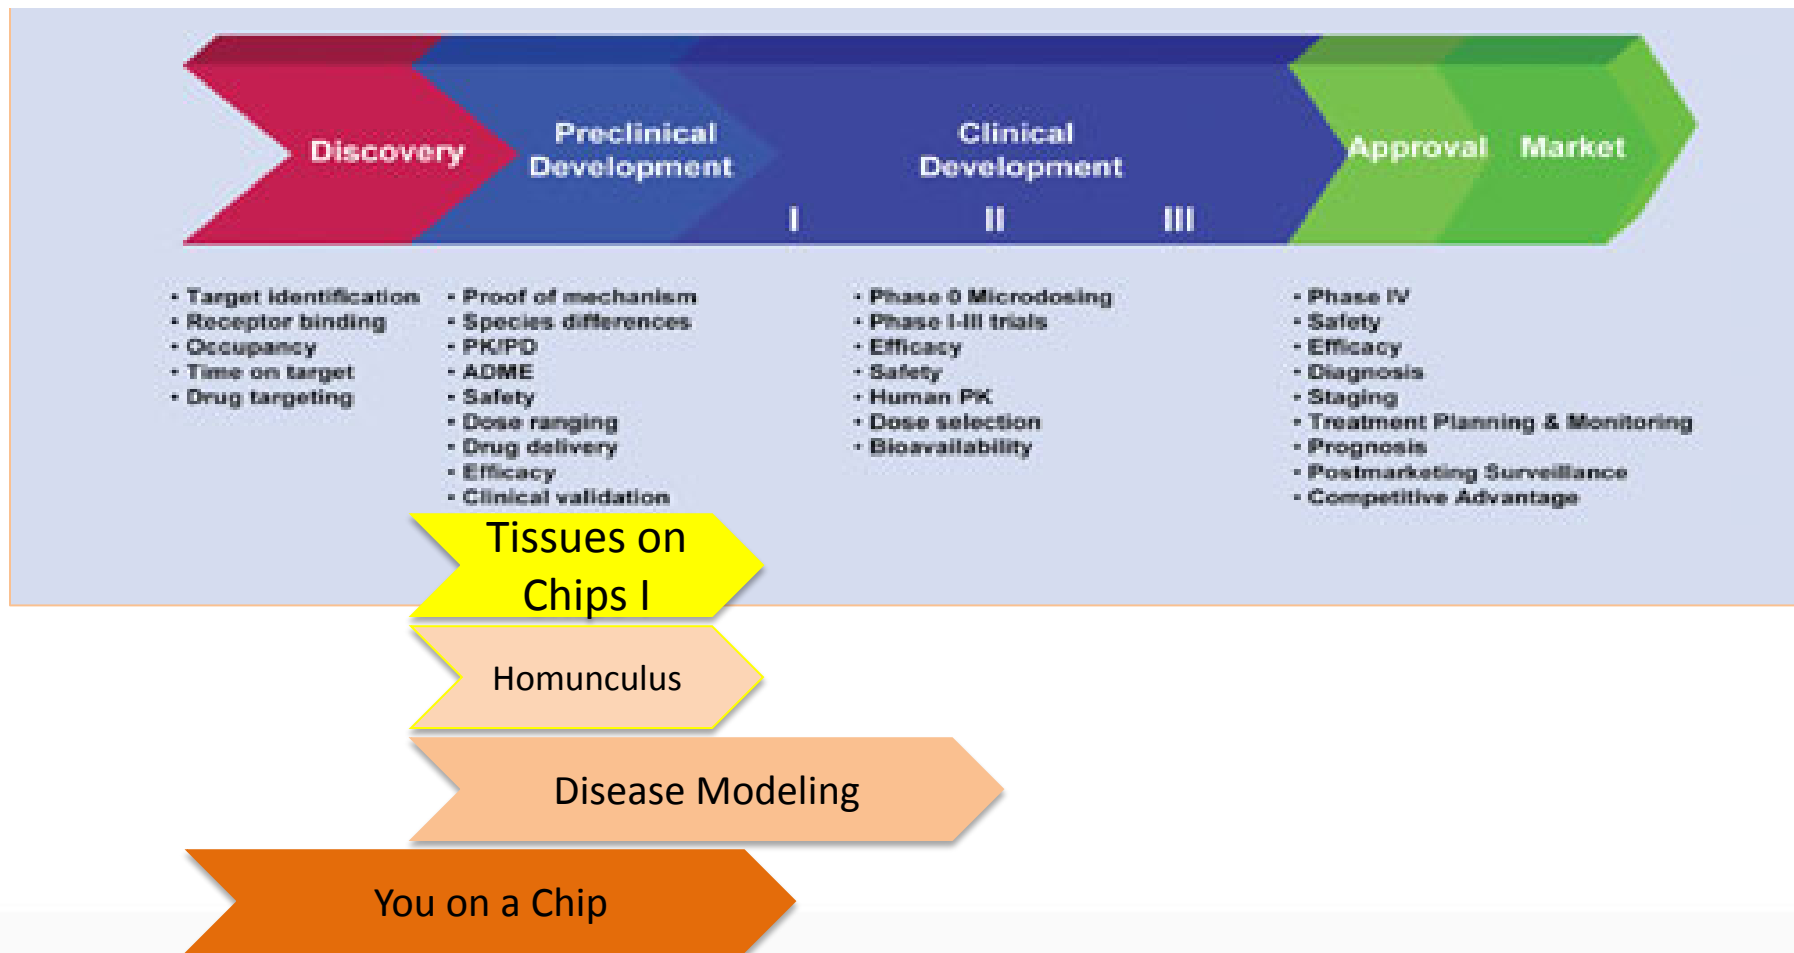 Discovery
Preclinical
Development
Clinical
Development
I II III
Approval
Market
• Target identification
• Receptor binding
• Occupancy
• Time on target
• Drug targeting
• Proof of mechanism
• Species differences
• PK/PD
• ADME
• Safety
• Dose ranging
• Drug delivery
• Efficacy
• Clinical validation
• Phase 0 Microdosing
• Phase I-III trials
• Efficacy
• Safety
• Human PK
• Dose selection
• Bioavailability
• Phase IV
• Safety
• Efficacy
• Diagnosis
• Staging
• Treatment Planning & Monitoring
• Prognosis
• Postmarketing Surveillance
• Competitive Advantage
Tissues on
Chips I
Homunculus
Disease Modeling
You on a Chip